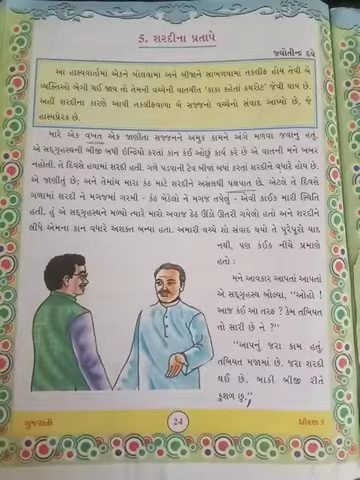 5. શરદીના પ્રતાપે
જ્યોતીન્દ્ર દવે
આ હાસ્યવાર્તામાં એકને બોલવામાં અને બીજાને સાંભળવામાં તકલીફ હોય તેવી બે
વ્યક્તિઓ ભેગી થઈ જાય તો તેમની વચ્ચેની વાતચીત 'કાકા કહેતાં કચરોટ' જેવી થાય છે.
અહીં શરદીના કારણે આવી તકલીફવાળા બે સજ્જનો વચ્ચેનો સંવાદ આપ્યો છે, જે
હાસ્યપ્રેરક છે.
મારે એક વખત એક જાણીતા સજ્જનને અમુક કામને અંગે મળવા જવાનું હતું.
એ સદ્ગૃહસ્થની બીજી બધી ઈન્દ્રિયો કરતાં કાન કંઈ ઓછું કાર્ય કરે છે એ વાતની મને ખબર
નહોતી. તે દિવસે હવામાં શરદી હતી. ગળે પડવાની ટેવ બીજાં બધાં કરતાં શરદીને વધારે હોય છે.
એ જાણીતું છે; અને તેમાંય મારા કંઠ માટે શરદીને અસલથી પક્ષપાત છે. એટલે તે દિવસે
ગળામાં શરદી ને મગજમાં ગરમી - કંઠ બેઠેલો ને મગજ તપેલું - એવી કાંઈક મારી સ્થિતિ
હતી. હું એ સદ્ગૃહસ્થને મળ્યો ત્યારે મારો અવાજ છેક ઊંડો ઊતરી ગયેલો હતો અને શરદીને
લીધે એમના કાન વધારે અશક્ત બન્યા હતા. અમારી વચ્ચે શો સંવાદ થયો તે પૂરેપૂરો યાદ
નથી, પણ કંઈક નીચે પ્રમાણે
હતો :
મને આવકાર આપતાં આપતાં
એ સદ્ગૃહસ્થ બોલ્યા, "ઓહો !
આજ કંઈ આ તરફ ? કેમ તબિયત
તો સારી છે ને ?"
"આપનું જરા કામ હતું.
તબિયત મજામાં છે. જરા શરદી
થઈ છે. બાકી બીજી રીતે
કુશળ છું."
ગુજરાતી
24
ધોરણ 5